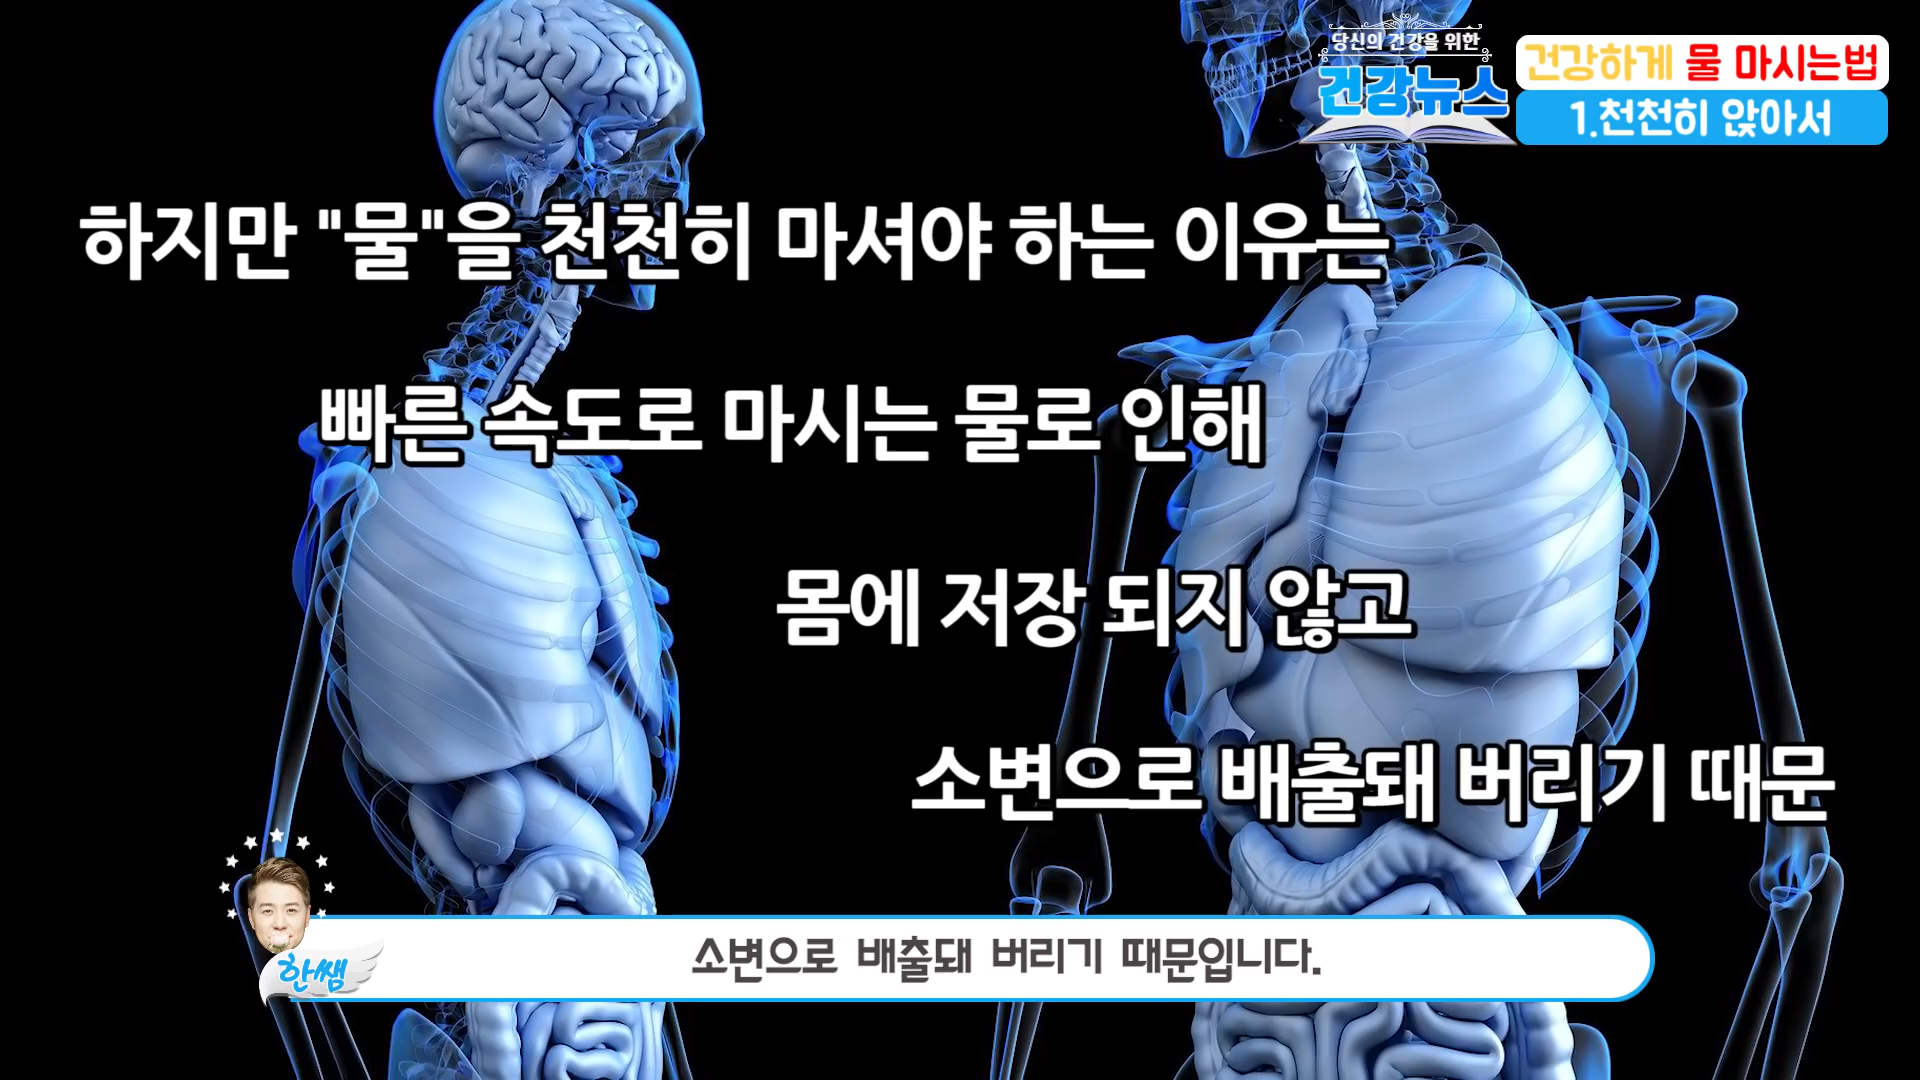 당신의 건강을 위한
건강뉴스
건강하게 물 마시는법
1.천천히 앉아서
하지만 "물"을 천천히 마셔야 하는 이유는
빠른 속도로 마시는 물로 인해
몸에 저장 되지 않고
소변으로 배출돼 버리기 때문
한쌤
소변으로 배출돼 버리기 때문입니다.